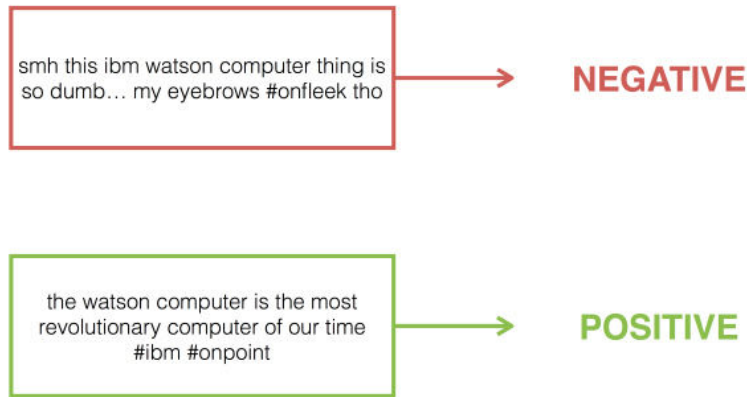 smh this ibm watson computer thing is
so dumb... my eyebrows #onfleek tho
NEGATIVE
the watson computer is the most
revolutionary computer of our time
#ibm #onpoint
POSITIVE